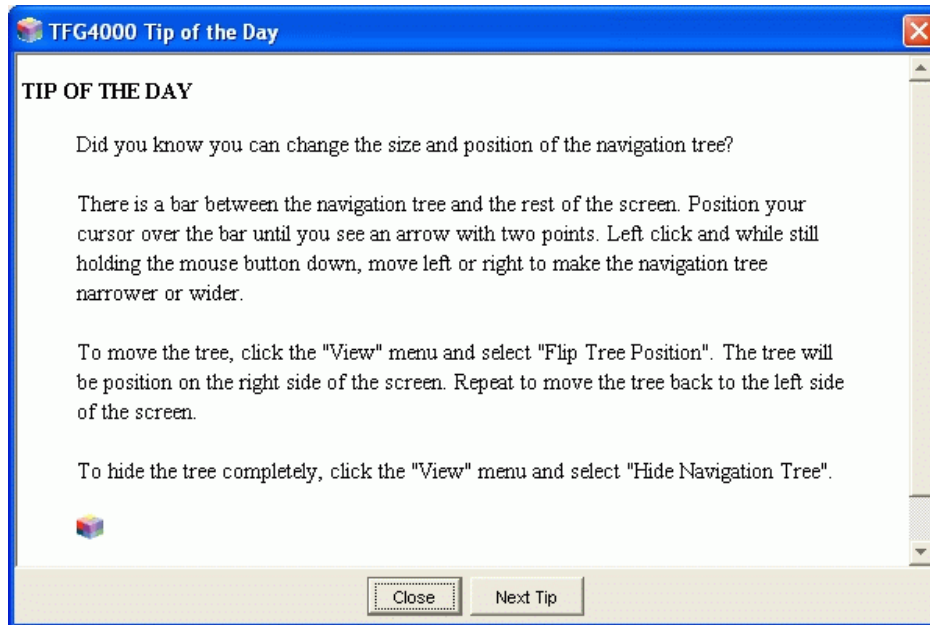 TFG4000 Tip of the Day
TIP OF THE DAY
Did you know you can change the size and position of the navigation tree?
There is a bar between the navigation tree and the rest of the screen. Position your
cursor over the bar until you see an arrow with two points. Left click and while still
holding the mouse button down, move left or right to make the navigation tree
narrower or wider.
To move the tree, click the "View" menu and select "Flip Tree Position". The tree will
be position on the right side of the screen. Repeat to move the tree back to the left side
of the screen.
To hide the tree completely, click the "View" menu and select "Hide Navigation Tree".
Close
Next Tip